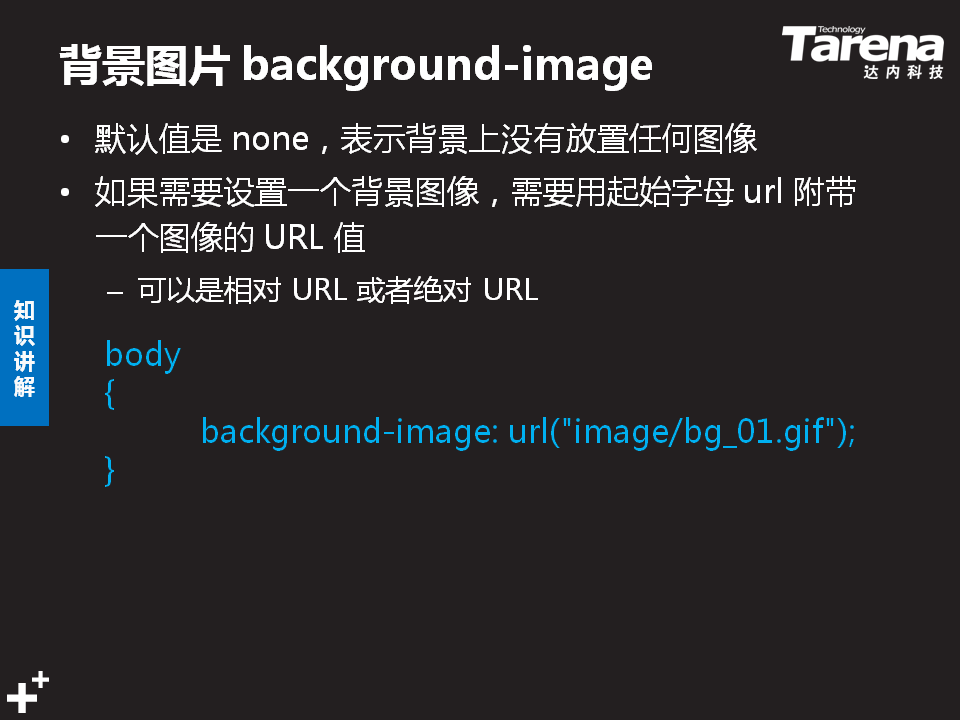 背景图片 background-image
Technology
Tarena
达内科技
• 默认值是 none，表示背景上没有放置任何图像
• 如果需要设置一个背景图像，需要用起始字母 url 附带
一个图像的 URL 值
– 可以是相对 URL 或者绝对 URL
知识讲解
body
{
background-image: url("image/bg_01.gif");
}